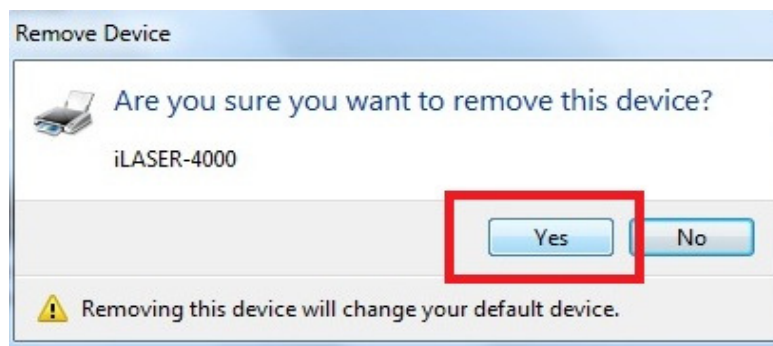 Remove Device
Are you sure you want to remove this device?
iLASER-4000
Yes No
Removing this device will change your default device.